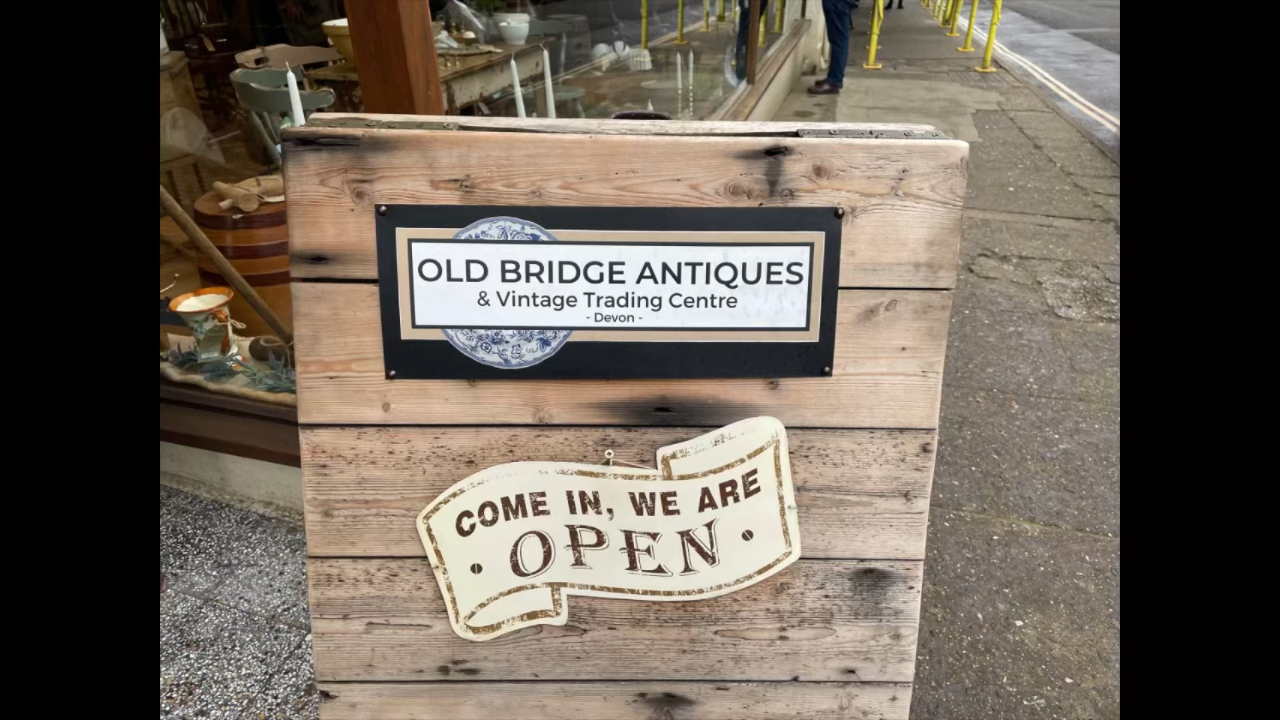 OLD BRIDGE ANTIQUES
& Vintage Trading Centre
- Devon -
COME IN, WE ARE
• OPEN •